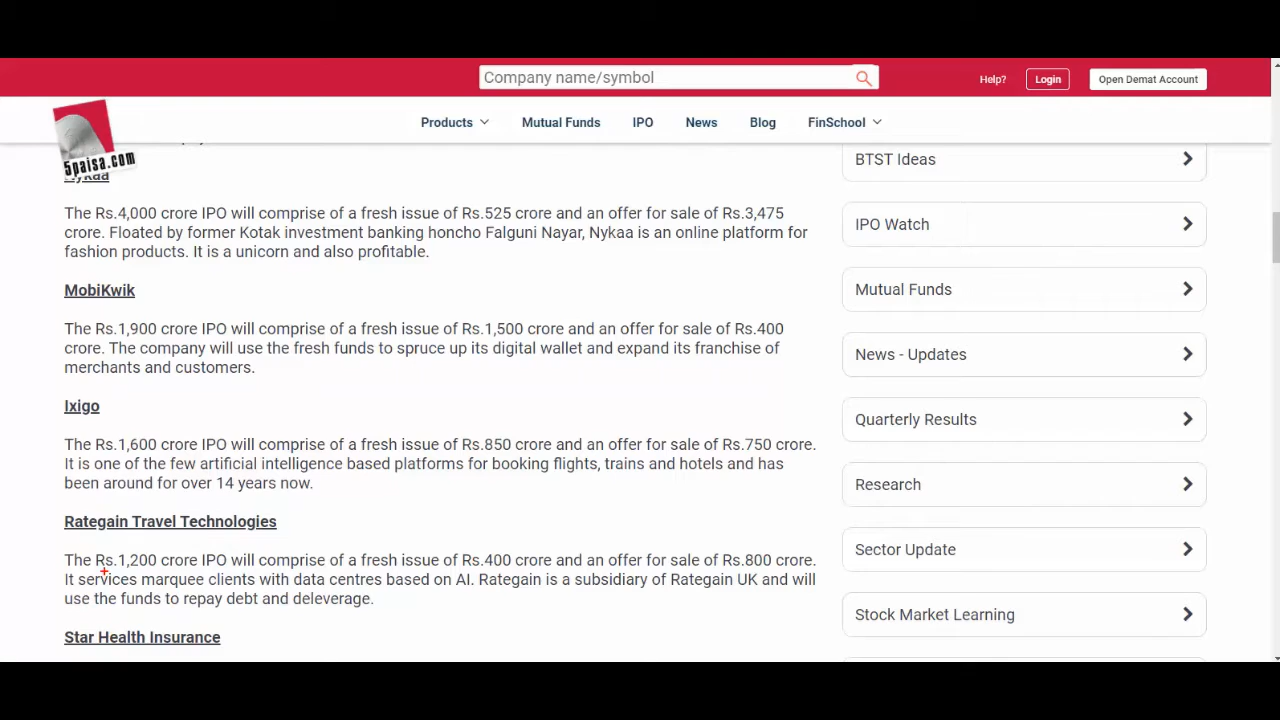 Company name/symbol
Help?
Login
Open Demat Account
5paisa.com
Products
Mutual Funds
IPO
News
Blog
FinSchool
Nykaa
The Rs.4,000 crore IPO will comprise of a fresh issue of Rs.525 crore and an offer for sale of Rs.3,475
crore. Floated by former Kotak investment banking honcho Falguni Nayar, Nykaa is an online platform for
fashion products. It is a unicorn and also profitable.
MobiKwik
The Rs.1,900 crore IPO will comprise of a fresh issue of Rs.1,500 crore and an offer for sale of Rs.400
crore. The company will use the fresh funds to spruce up its digital wallet and expand its franchise of
merchants and customers.
Ixigo
The Rs.1,600 crore IPO will comprise of a fresh issue of Rs.850 crore and an offer for sale of Rs.750 crore.
It is one of the few artificial intelligence based platforms for booking flights, trains and hotels and has
been around for over 14 years now.
Rategain Travel Technologies
The Rs.1,200 crore IPO will comprise of a fresh issue of Rs.400 crore and an offer for sale of Rs.800 crore.
It services marquee clients with data centres based on AI. Rategain is a subsidiary of Rategain UK and will
use the funds to repay debt and deleverage.
Star Health Insurance
BTST Ideas
IPO Watch
Mutual Funds
News - Updates
Quarterly Results
Research
Sector Update
Stock Market Learning